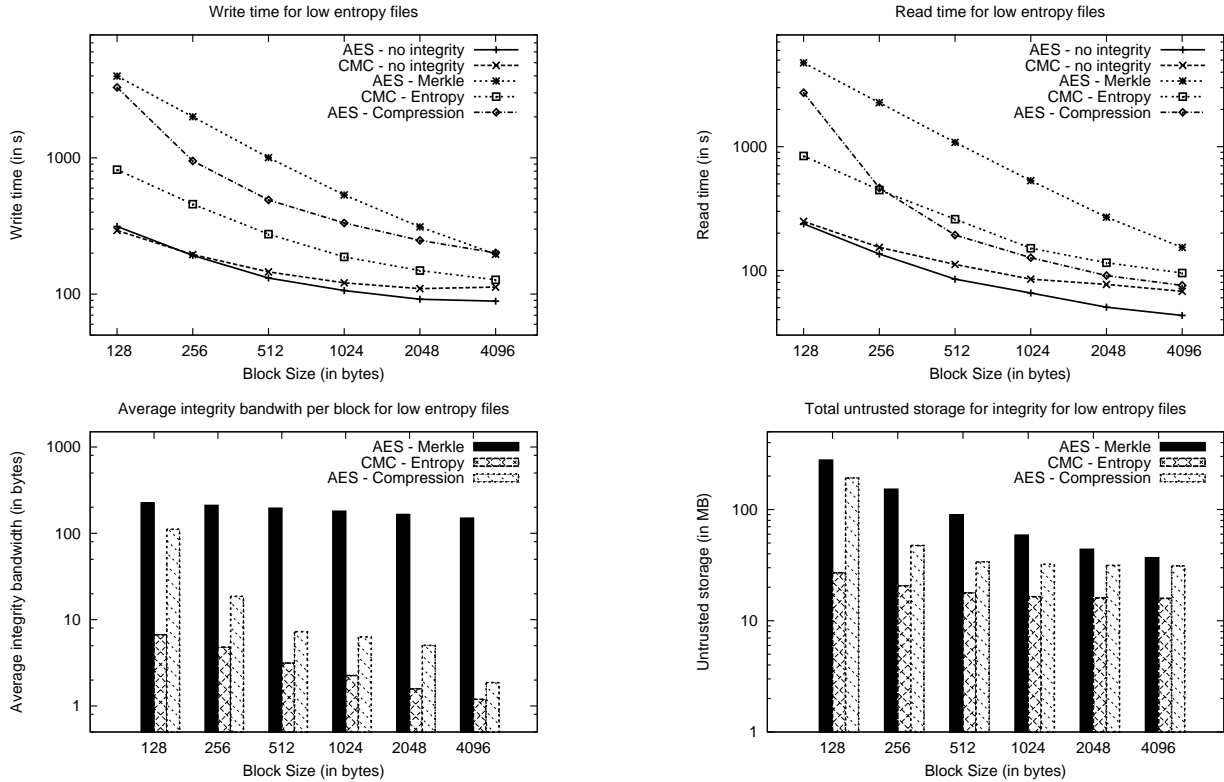 Write time for low entropy files
Write time (in s)
1000
100
AES - no integrity
CMC - no integrity
AES - Merkle
CMC - Entropy
AES - Compression
128 256 512 1024 2048 4096
Block Size (in bytes)
Read time for low entropy files
Read time (in s)
1000
100
AES - no integrity
CMC - no integrity
AES - Merkle
CMC - Entropy
AES - Compression
128 256 512 1024 2048 4096
Block Size (in bytes)
Average integrity bandwith per block for low entropy files
Average integrity bandwidth (in bytes)
1000
100
10
1
AES - Merkle
CMC - Entropy
AES - Compression
128 256 512 1024 2048 4096
Block Size (in bytes)
Total untrusted storage for integrity for low entropy files
Untrusted storage (in MB)
100
10
1
AES - Merkle
CMC - Entropy
AES - Compression
128 256 512 1024 2048 4096
Block Size (in bytes)